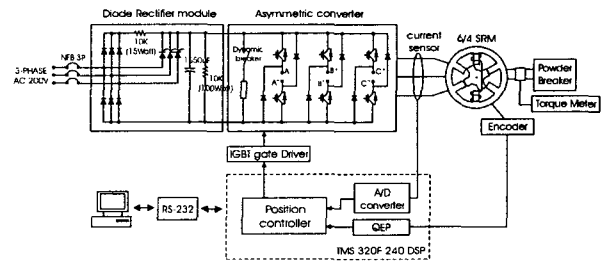 Diode Rectifier module
Asymmetric converter
10K
(15Watt)
NFB 3P
3-PHASE
AC 200V
10K
(100Watt)
Dynamic
breaker
A
A'
B
B'
C
C'
current
sensor
6/4 SRM
Powder
Breaker
Torque Meter
Encoder
IGBT gate Driver
RS-232
Position
controller
A/D
converter
QEP
TMS 320F 240 DSP